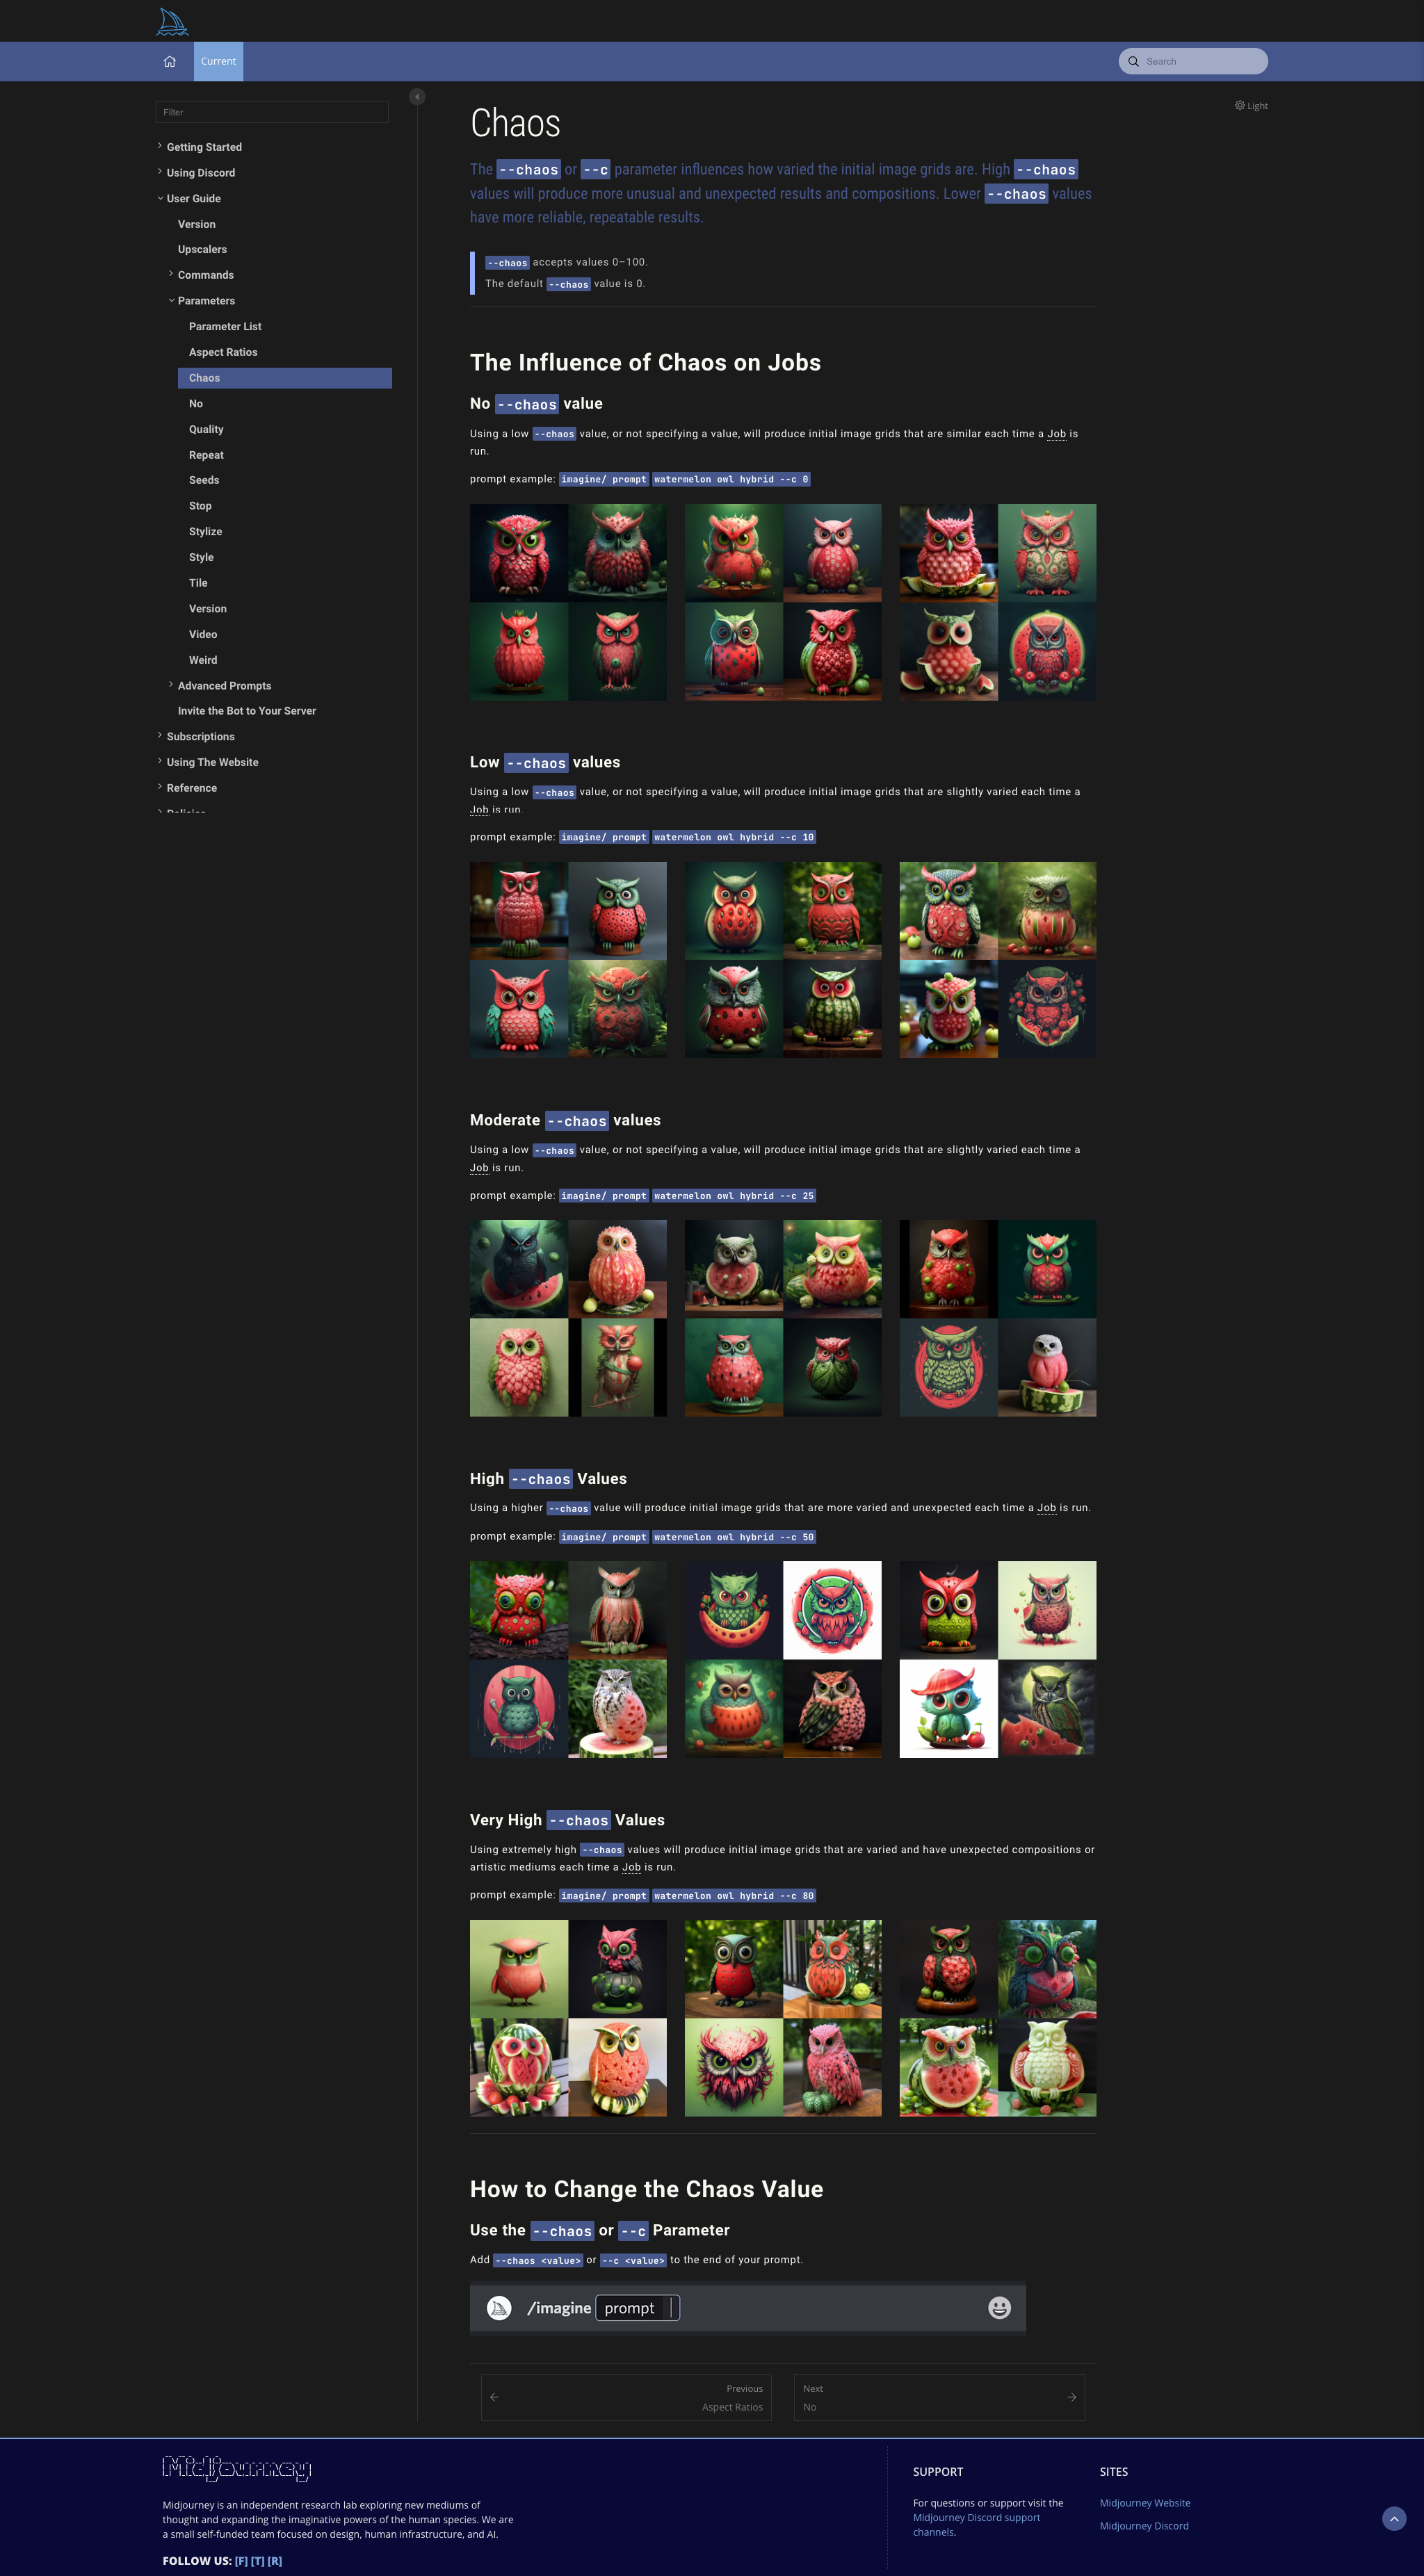 Current
Search
Filter
Getting Started
Using Discord
User Guide
Version
Upscalers
Commands
Parameters
Parameter List
Aspect Ratios
Chaos
No
Quality
Repeat
Seeds
Stop
Stylize
Style
Tile
Version
Video
Weird
Advanced Prompts
Invite the Bot to Your Server
Subscriptions
Using The Website
Reference
Light
Chaos
The --chaos or --c parameter influences how varied the initial image grids are. High --chaos
values will produce more unusual and unexpected results and compositions. Lower --chaos values
have more reliable, repeatable results.
--chaos accepts values 0–100.
The default --chaos value is 0.
The Influence of Chaos on Jobs
No --chaos value
Using a low --chaos value, or not specifying a value, will produce initial image grids that are similar each time a Job is
run.
prompt example: imagine/ prompt watermelon owl hybrid --c 0
Low --chaos values
Using a low --chaos value, or not specifying a value, will produce initial image grids that are slightly varied each time a
Job is run.
prompt example: imagine/ prompt watermelon owl hybrid --c 10
Moderate --chaos values
Using a low --chaos value, or not specifying a value, will produce initial image grids that are slightly varied each time a
Job is run.
prompt example: imagine/ prompt watermelon owl hybrid --c 25
High --chaos Values
Using a higher --chaos value will produce initial image grids that are more varied and unexpected each time a Job is run.
prompt example: imagine/ prompt watermelon owl hybrid --c 50
Very High --chaos Values
Using extremely high --chaos values will produce initial image grids that are varied and have unexpected compositions or
artistic mediums each time a Job is run.
prompt example: imagine/ prompt watermelon owl hybrid --c 80
How to Change the Chaos Value
Use the --chaos or --c Parameter
Add --chaos <value> or --c <value> to the end of your prompt.
/imagine prompt
Previous
Aspect Ratios
Next
No
Midjourney is an independent research lab exploring new mediums of
thought and expanding the imaginative powers of the human species. We are
a small self-funded team focused on design, human infrastructure, and AI.
FOLLOW US: [F] [T] [R]
SUPPORT
For questions or support visit the
Midjourney Discord support
channels.
SITES
Midjourney Website
Midjourney Discord